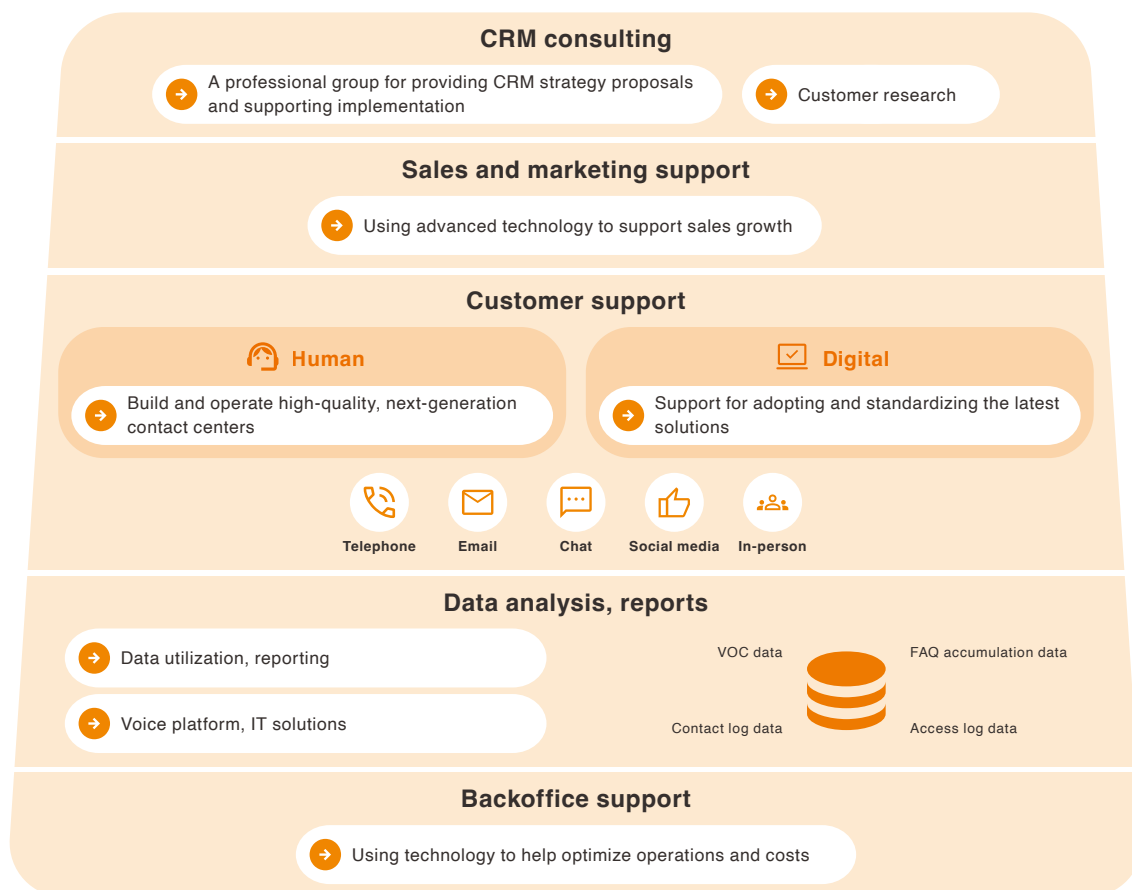 CRM consulting
A professional group for providing CRM strategy proposals
and supporting implementation
Customer research
Sales and marketing support
Using advanced technology to support sales growth
Customer support
Human
Build and operate high-quality, next-generation
contact centers
Digital
Support for adopting and standardizing the latest
solutions
Telephone
Email
Chat
Social media
In-person
Data analysis, reports
Data utilization, reporting
Voice platform, IT solutions
VOC data
FAQ accumulation data
Contact log data
Access log data
Backoffice support
Using technology to help optimize operations and costs